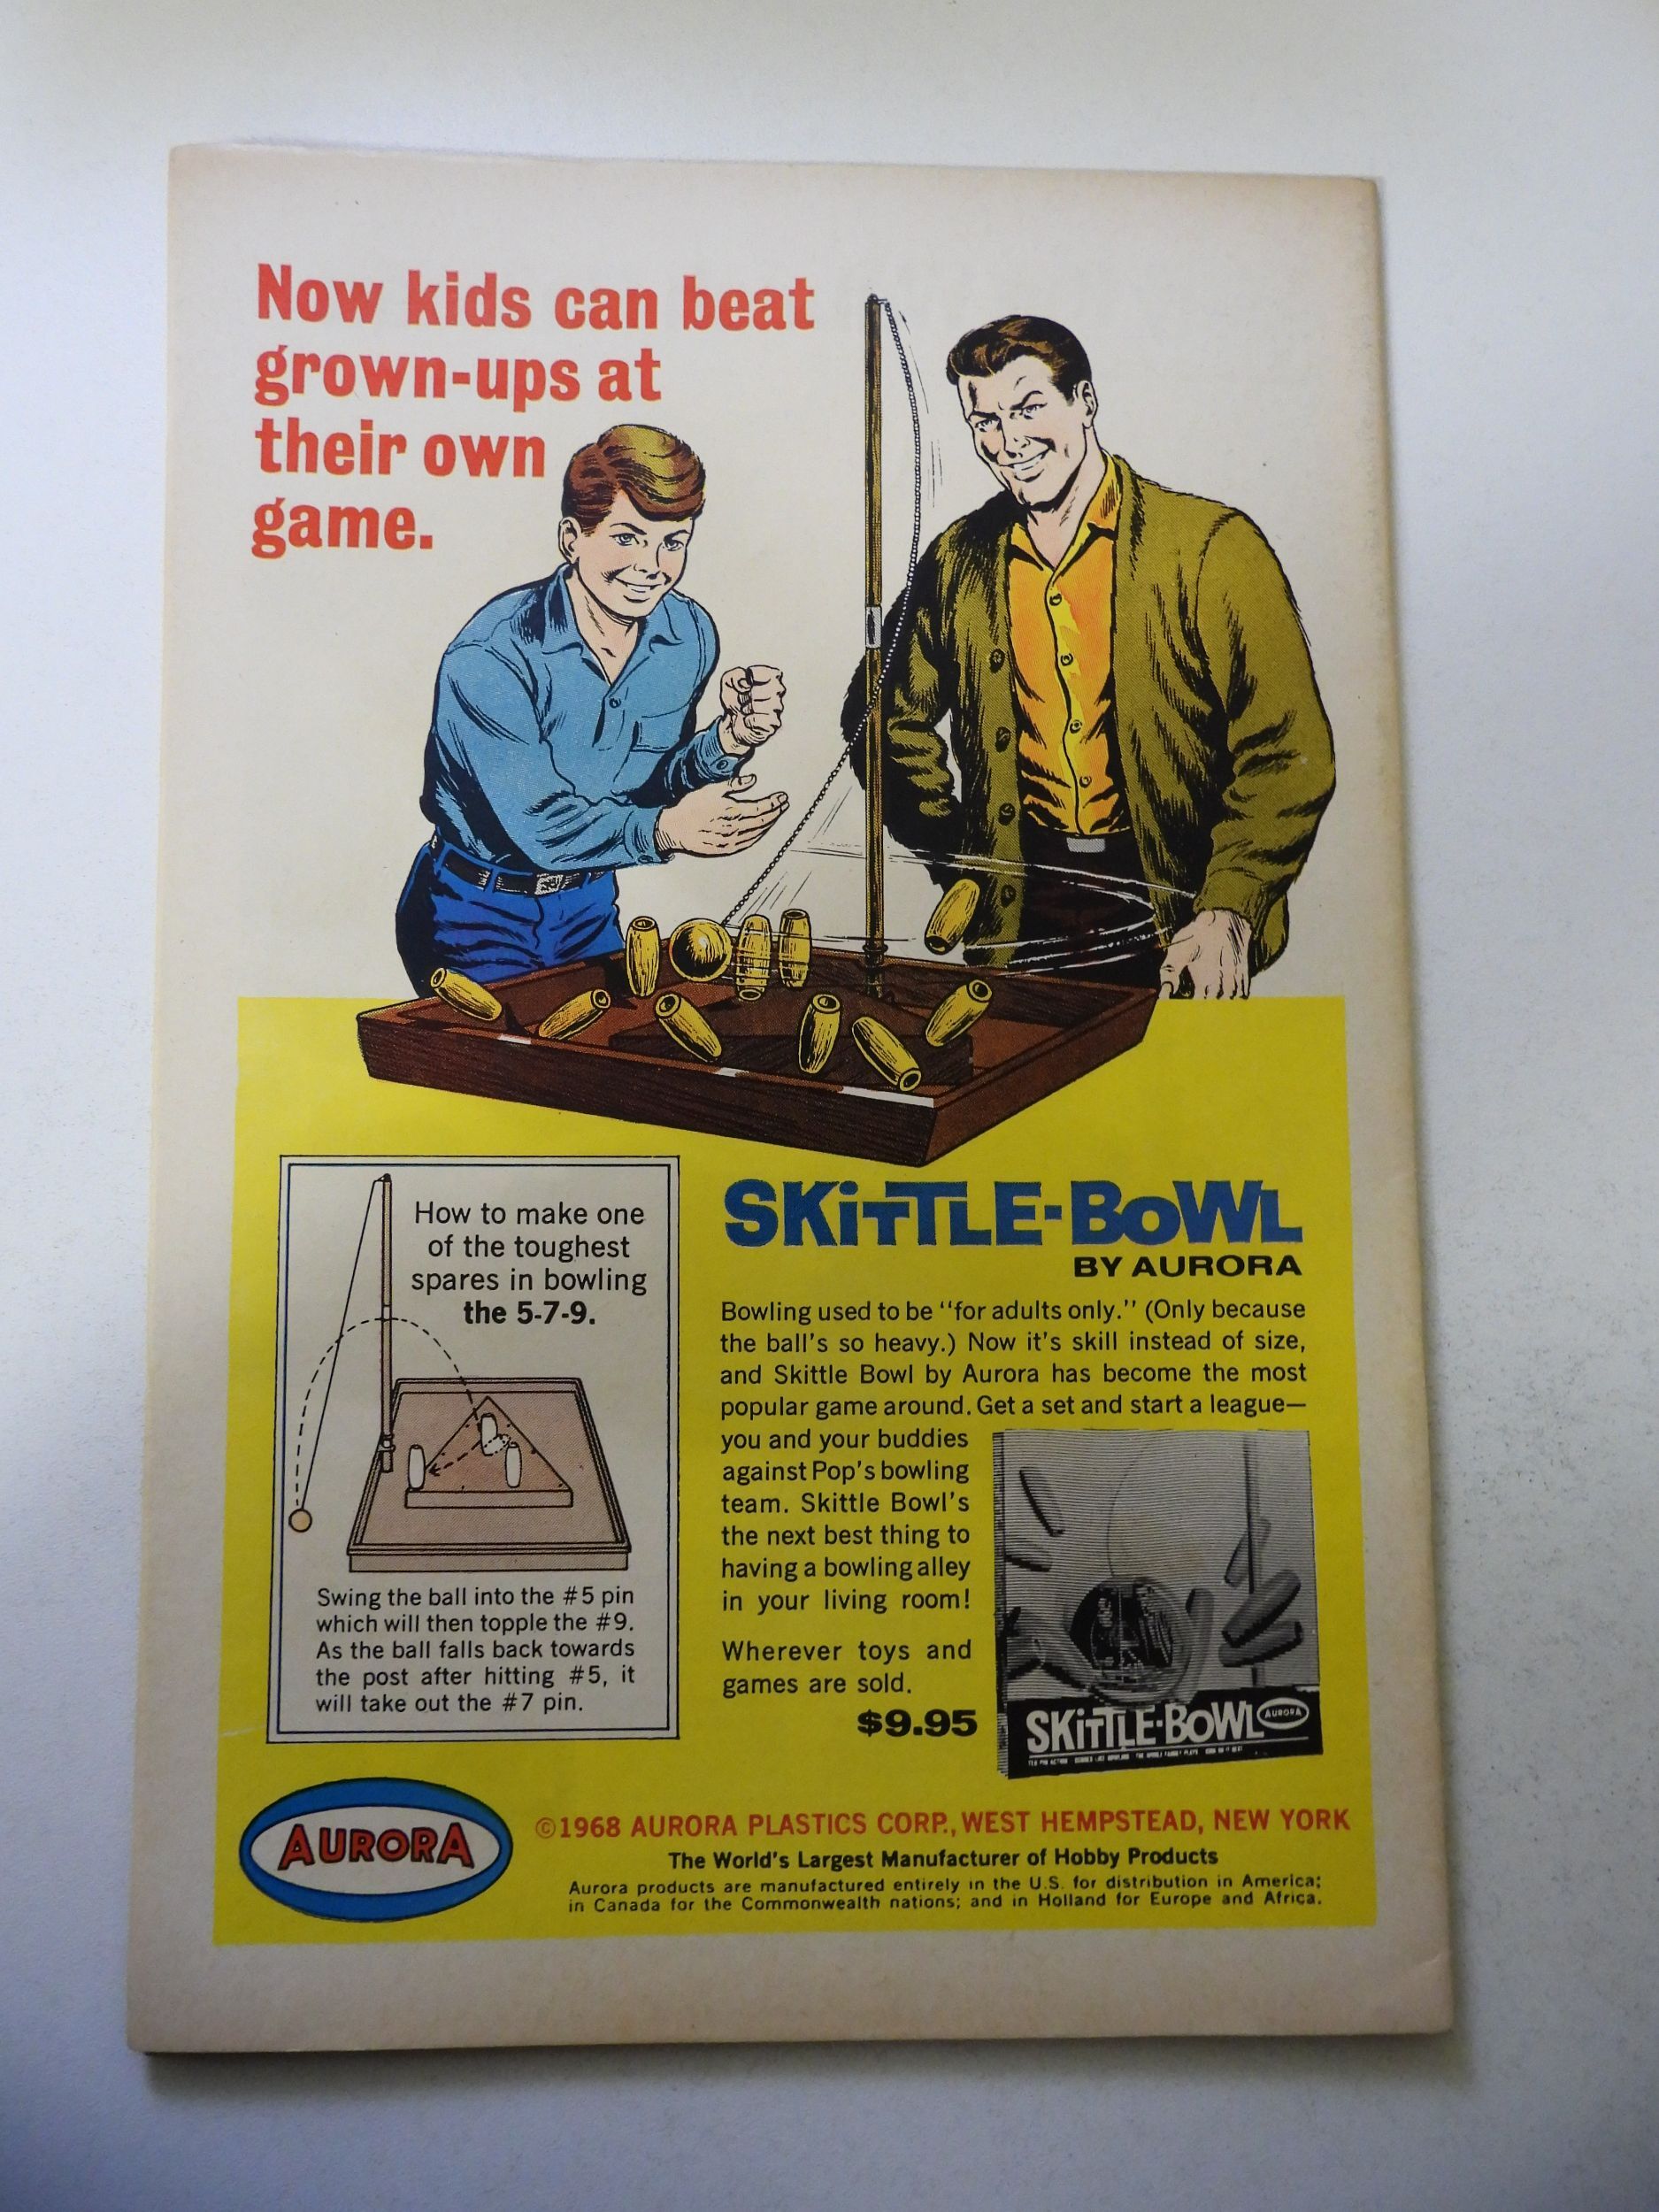 Now kids can beat
grown-ups at
their own
game.
How to make one
of the toughest
spares in bowling
the 5-7-9.
Swing the ball into the #5 pin
which will then topple the #9.
As the ball falls back towards
the post after hitting #5, it
will take out the #7 pin.
SKiTTLE-BoWL
BY AURORA
Bowling used to be "for adults only." (Only because
the ball's so heavy.) Now it's skill instead of size,
and Skittle Bowl by Aurora has become the most
popular game around. Get a set and start a league—
you and your buddies
against Pop's bowling
team. Skittle Bowl's
the next best thing to
having a bowling alley
in your living room!
Wherever toys and
games are sold.
$9.95
SKiTTLE-BoWL AURORA
AURORA
©1968 AURORA PLASTICS CORP., WEST HEMPSTEAD, NEW YORK
The World's Largest Manufacturer of Hobby Products
Aurora products are manufactured entirely in the U.S. for distribution in America;
in Canada for the Commonwealth nations; and in Holland for Europe and Africa.